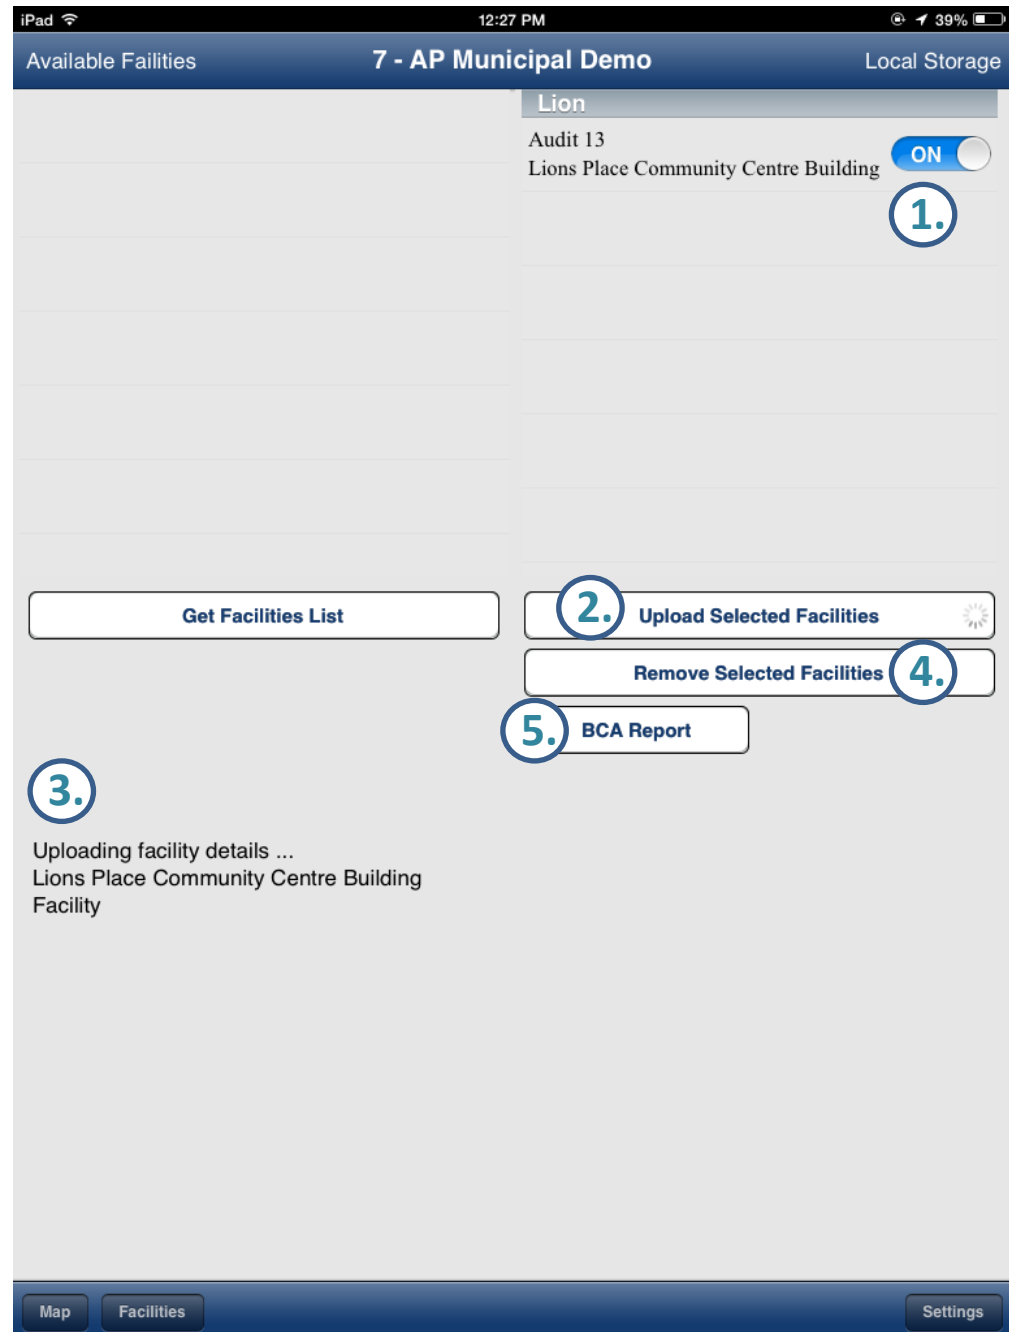 iPad 12:27 PM 39%
Available Failities 7 - AP Municipal Demo Local Storage
Lion
Audit 13
Lions Place Community Centre Building
ON
1.
Get Facilities List
2. Upload Selected Facilities
Remove Selected Facilities 4.
5. BCA Report
3.
Uploading facility details ...
Lions Place Community Centre Building
Facility
Map Facilities Settings